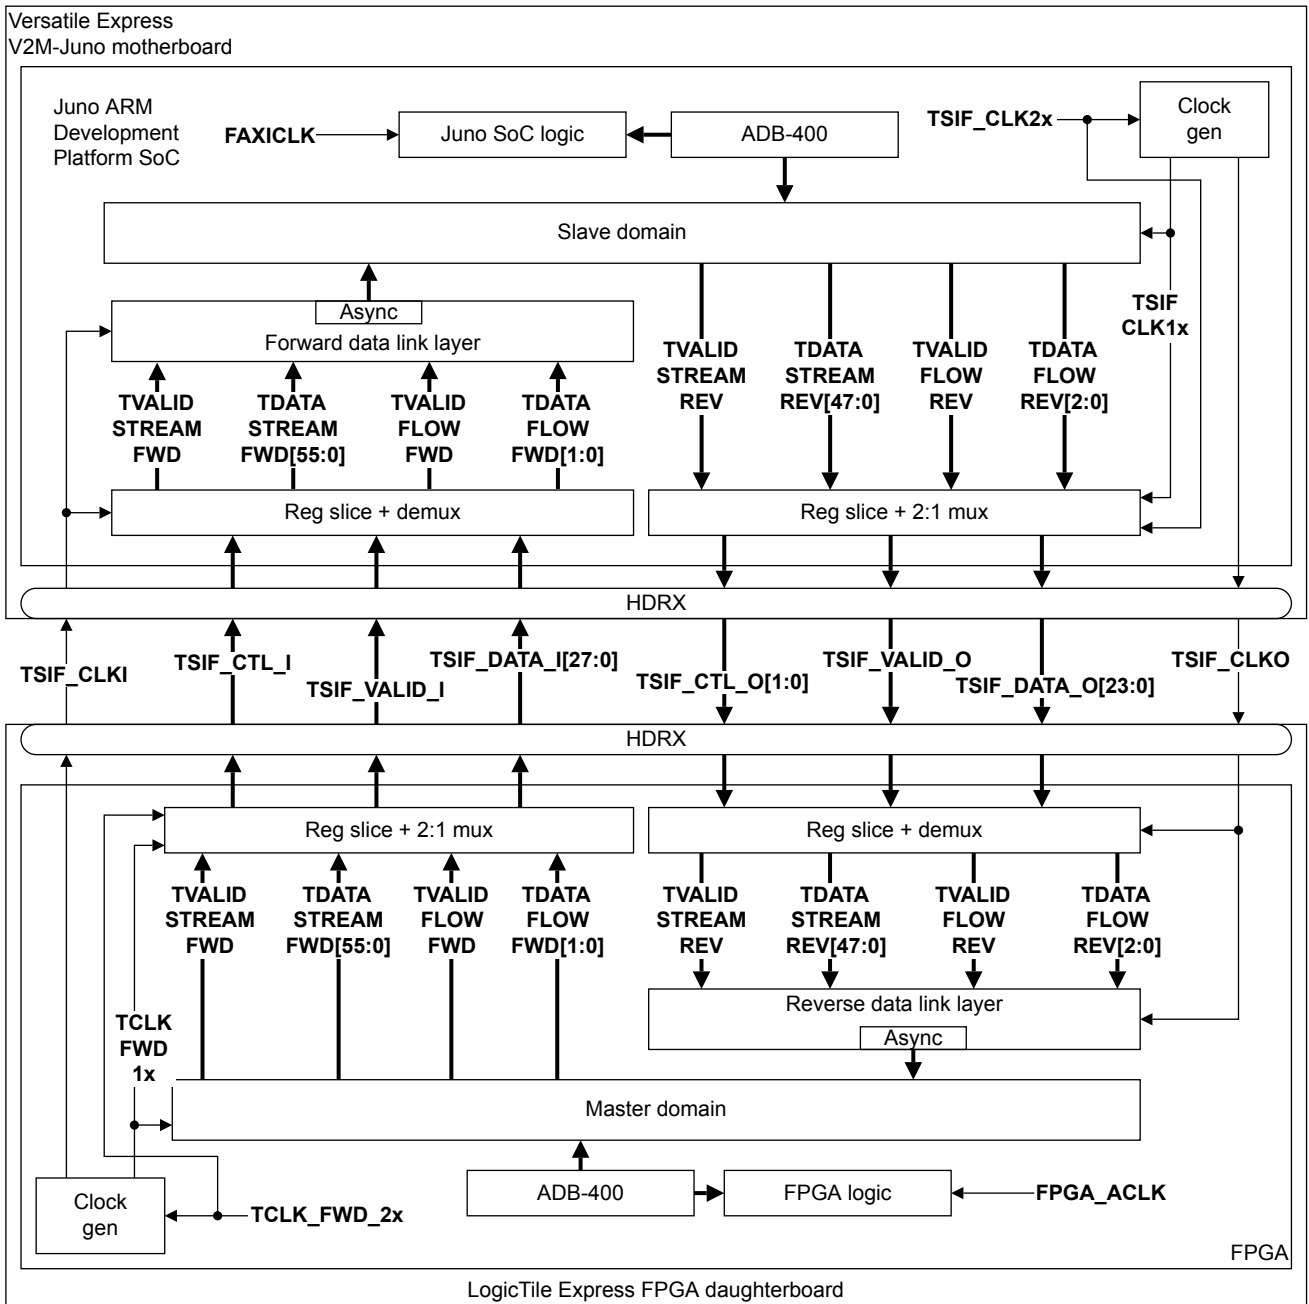 Versatile Express
V2M-Juno motherboard
Juno ARM
Development
Platform SoC
FAXICLK
Juno SoC logic
ADB-400
TSIF_CLK2x
Clock
gen
Slave domain
Async
Forward data link layer
TSIF
CLK1x
TVALID
STREAM
REV
TDATA
STREAM
REV[47:0]
TVALID
FLOW
REV
TDATA
FLOW
REV[2:0]
TVALID
STREAM
FWD
TDATA
STREAM
FWD[55:0]
TVALID
FLOW
FWD
TDATA
FLOW
FWD[1:0]
Reg slice + demux
Reg slice + 2:1 mux
HDRX
TSIF_CLKI
TSIF_CTL_I
TSIF_VALID_I
TSIF_DATA_I[27:0]
TSIF_CTL_O[1:0]
TSIF_VALID_O
TSIF_DATA_O[23:0]
TSIF_CLKO
HDRX
Reg slice + 2:1 mux
Reg slice + demux
TVALID
STREAM
FWD
TDATA
STREAM
FWD[55:0]
TVALID
FLOW
FWD
TDATA
FLOW
FWD[1:0]
TVALID
STREAM
REV
TDATA
STREAM
REV[47:0]
TVALID
FLOW
REV
TDATA
FLOW
REV[2:0]
Reverse data link layer
Async
TCLK
FWD
1x
Master domain
Clock
gen
TCLK_FWD_2x
ADB-400
FPGA logic
FPGA_ACLK
FPGA
LogicTile Express FPGA daughterboard